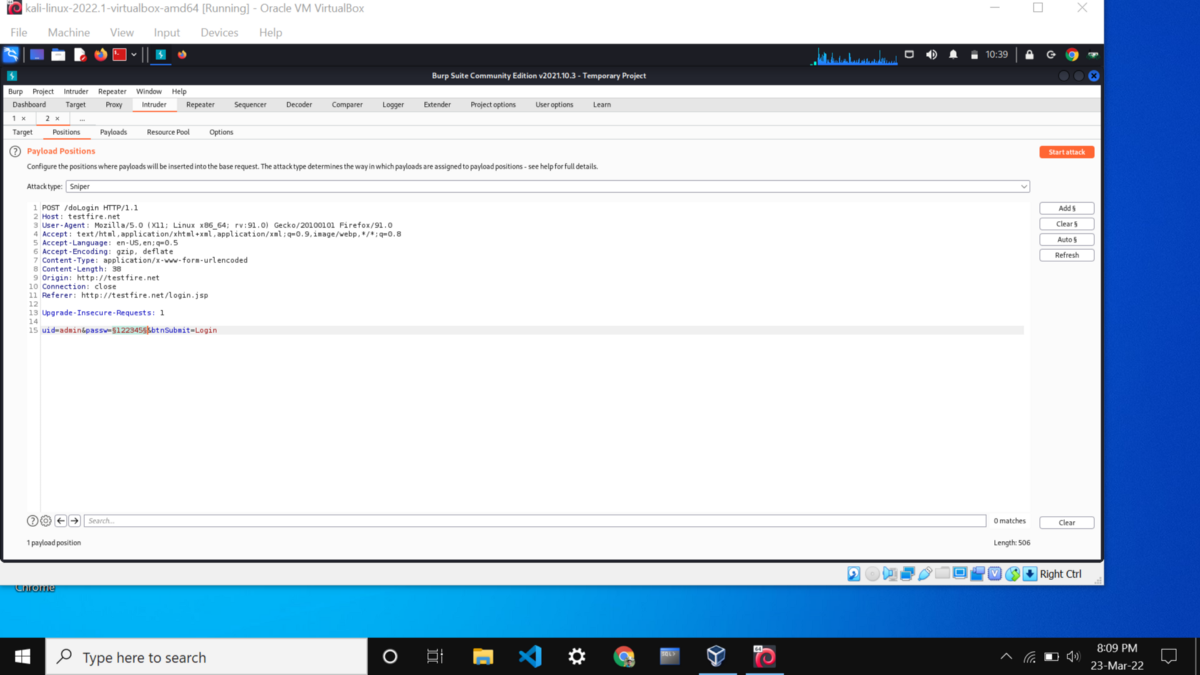 kali-linux-2022.1-virtualbox-amd64 [Running] - Oracle VM VirtualBox
File Machine View Input Devices Help
10:39
Burp Suite Community Edition v2021.10.3 - Temporary Project
Burp Project Intruder Repeater Window Help
Dashboard Target Proxy Intruder Repeater Sequencer Decoder Comparer Logger Extender Project options User options Learn
1 × 2 × ...
Target Positions Payloads Resource Pool Options
? Payload Positions
Start attack
Configure the positions where payloads will be inserted into the base request. The attack type determines the way in which payloads are assigned to payload positions - see help for full details.
Attack type: Sniper
1 POST /doLogin HTTP/1.1
2 Host: testfire.net
3 User-Agent: Mozilla/5.0 (X11; Linux x86_64; rv:91.0) Gecko/20100101 Firefox/91.0
4 Accept: text/html,application/xhtml+xml,application/xml;q=0.9,image/webp,*/*;q=0.8
5 Accept-Language: en-US,en;q=0.5
6 Accept-Encoding: gzip, deflate
7 Content-Type: application/x-www-form-urlencoded
8 Content-Length: 38
9 Origin: http://testfire.net
10 Connection: close
11 Referer: http://testfire.net/login.jsp
12
13 Upgrade-Insecure-Requests: 1
14
15 uid=admin&passw=§122345§&btnSubmit=Login
Add §
Clear §
Auto §
Refresh
? Search... 0 matches Clear
1 payload position Length: 506
Right Ctrl
Chrome
Type here to search
8:09 PM
23-Mar-22